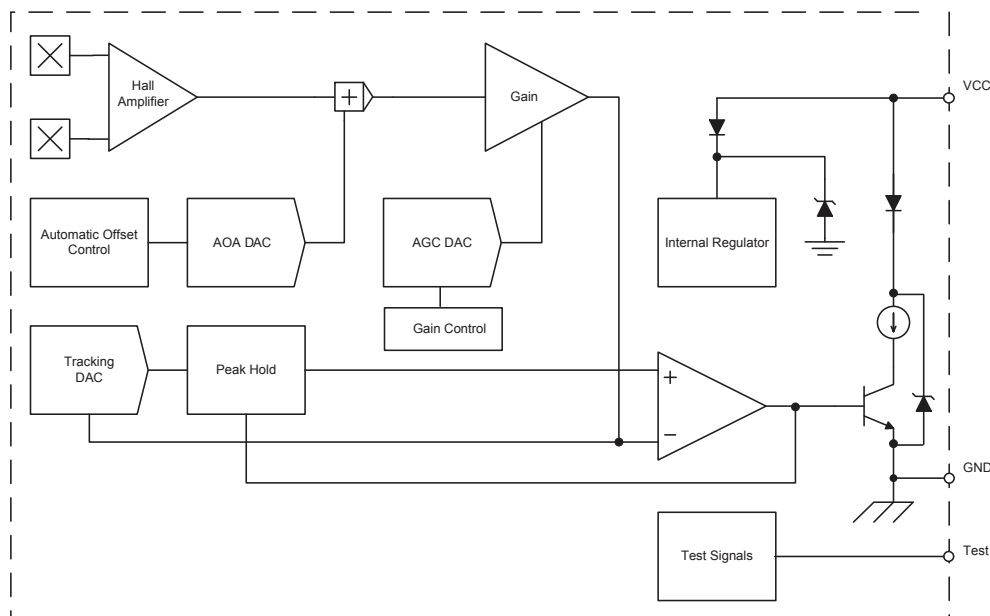 Hall
Amplifier
+
Gain
VCC
Automatic Offset
Control
AOA DAC
AGC DAC
Internal Regulator
Gain Control
Tracking
DAC
Peak Hold
+
−
GND
Test Signals
Test